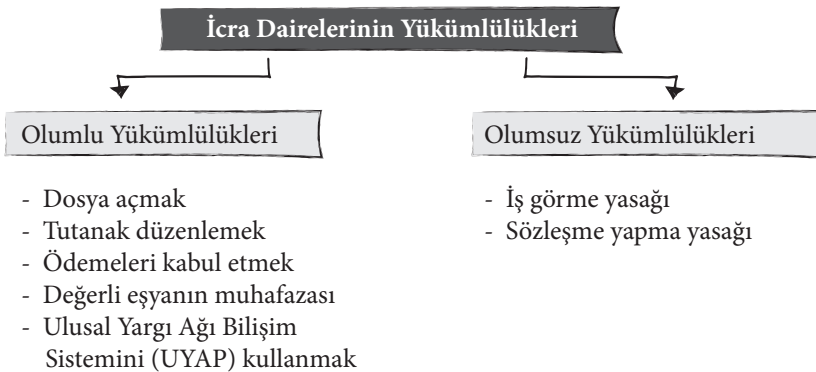 İcra Dairelerinin Yükümlülükleri
Olumlu Yükümlülükleri
- Dosya açmak
- Tutanak düzenlemek
- Ödemeleri kabul etmek
- Değerli eşyanın muhafazası
- Ulusal Yargı Ağı Bilişim
Sistemini (UYAP) kullanmak
Olumsuz Yükümlülükleri
- İş görme yasağı
- Sözleşme yapma yasağı